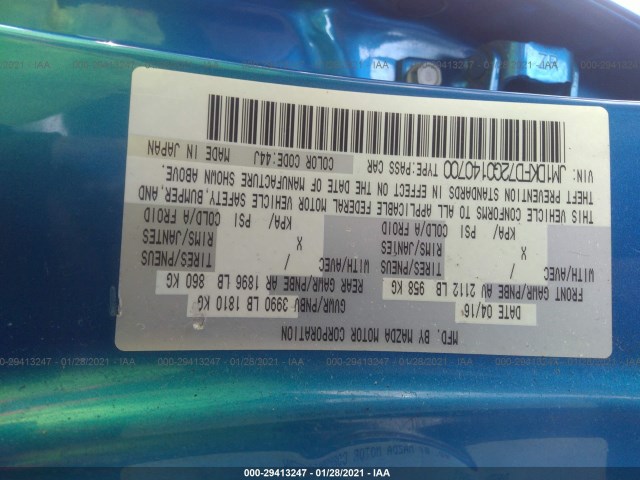 MFD. BY MAZDA MOTOR CORPORATION
DATE 04/16 GVWR/PNBV 3990 LB 1810 KG
FRONT GAWR/PNBE AV 2112 LB 958 KG REAR GAWR/PNBE AR 1896 LB 860 KG
WITH/AVEC WITH/AVEC
TIRES/PNEUS / TIRES/PNEUS /
RIMS/JANTES X RIMS/JANTES X
KPA/ PSI COLD/A FROID KPA/ PSI COLD/A FROID
THIS VEHICLE CONFORMS TO ALL APPLICABLE FEDERAL MOTOR VEHICLE SAFETY, BUMPER, AND
THEFT PREVENTION STANDARDS IN EFFECT ON THE DATE OF MANUFACTURE SHOWN ABOVE.
VIN: JM1DKFD72G0140700 TYPE:PASS CAR COLOR CODE:44J MADE IN JAPAN
000-29413247 | 01/28/2021 | IAA